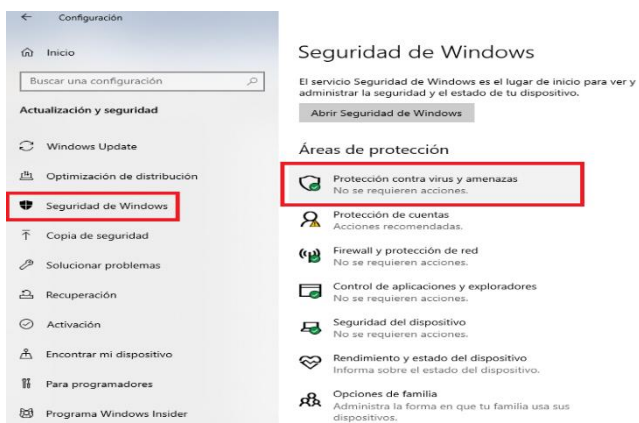 Configuración
Inicio
Buscar una configuración
Actualización y seguridad
Windows Update
Optimización de distribución
Seguridad de Windows
Copia de seguridad
Solucionar problemas
Recuperación
Activación
Encontrar mi dispositivo
Para programadores
Programa Windows Insider
Seguridad de Windows
El servicio Seguridad de Windows es el lugar de inicio para ver y
administrar la seguridad y el estado de tu dispositivo.
Abrir Seguridad de Windows
Áreas de protección
Protección contra virus y amenazas
No se requieren acciones.
Protección de cuentas
Acciones recomendadas.
Firewall y protección de red
No se requieren acciones.
Control de aplicaciones y exploradores
No se requieren acciones.
Seguridad del dispositivo
No se requieren acciones.
Rendimiento y estado del dispositivo
Informa sobre el estado del dispositivo.
Opciones de familia
Administra la forma en que tu familia usa sus
dispositivos.